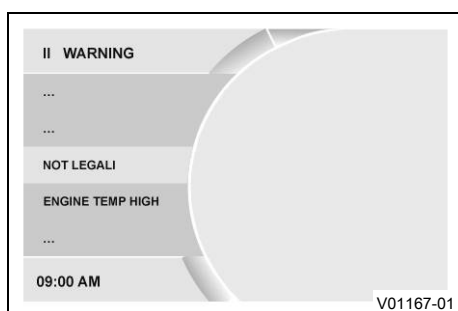 II WARNING
...
...
NOT LEGALI
ENGINE TEMP HIGH
...
09:00 AM
V01167-01